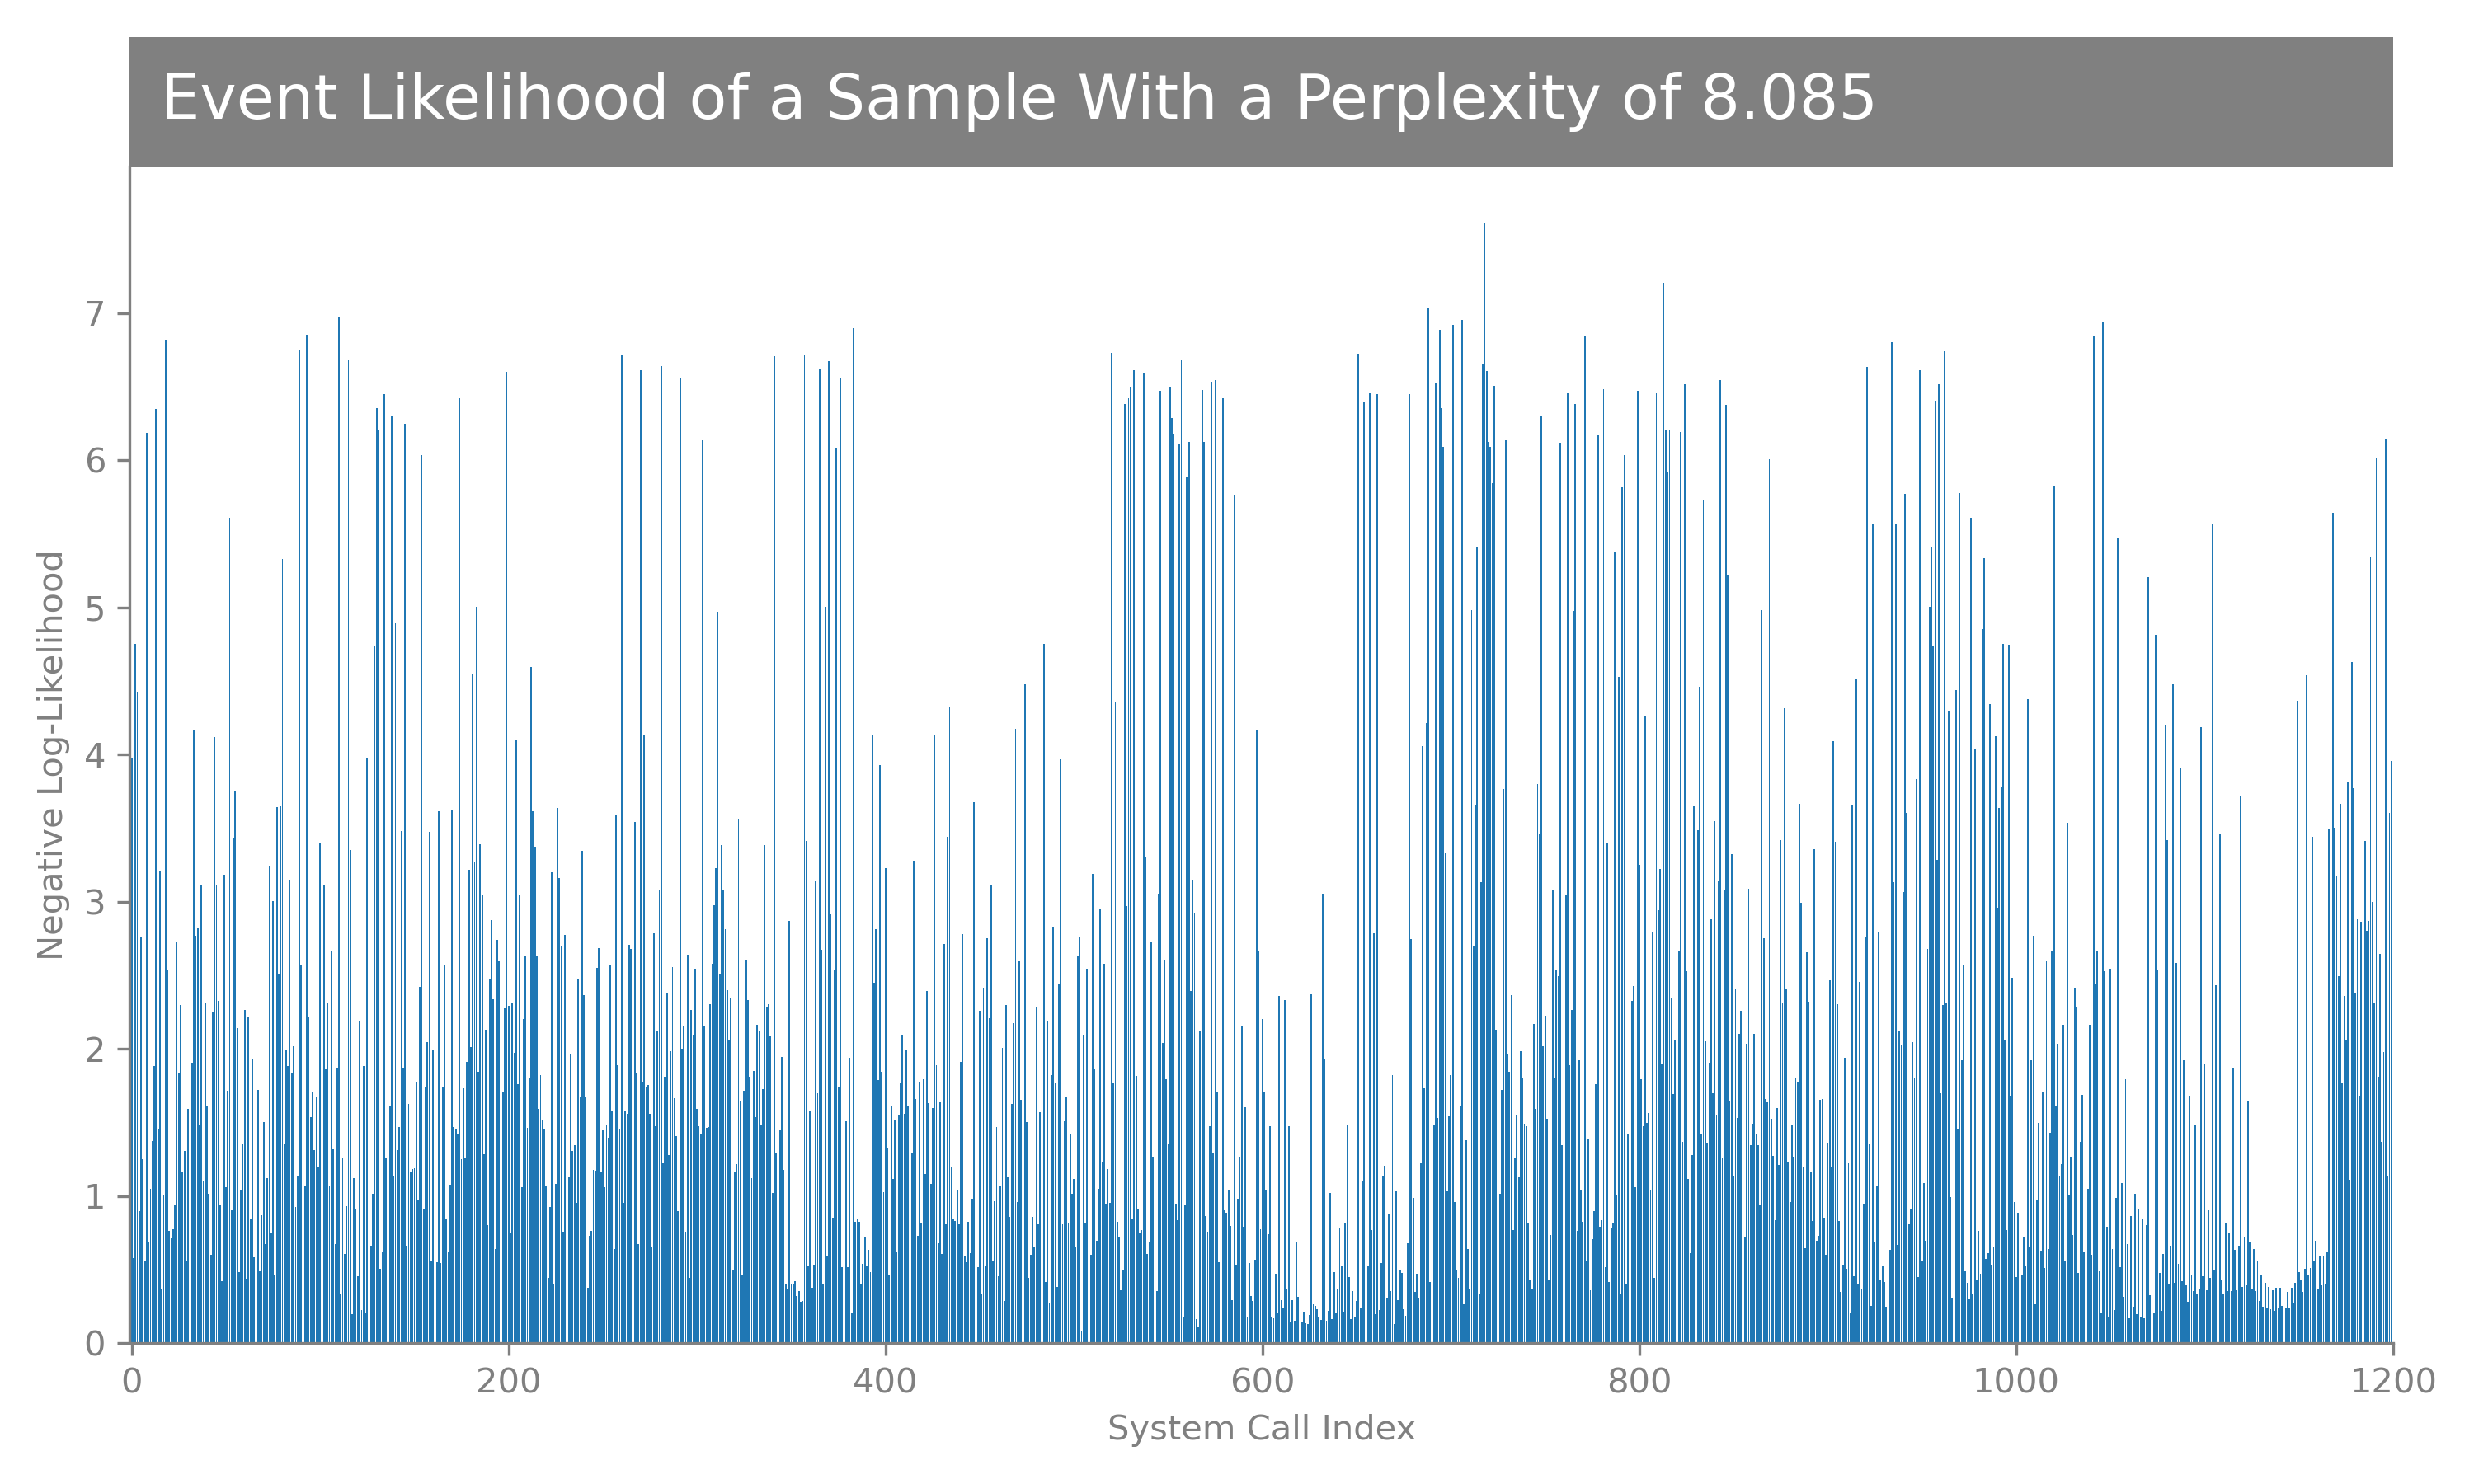 Event Likelihood of a Sample With a Perplexity of 8.085
Negative Log-Likelihood
7
6
5
4
3
2
1
0
0 200 400 600 800 1000 1200
System Call Index